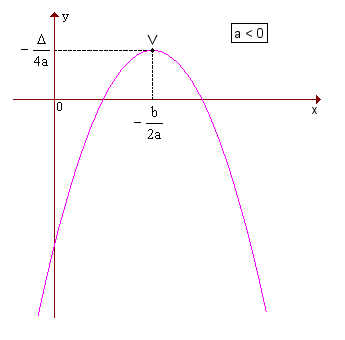 y
V
a < 0
- Δ/4a
0
x
- b/2a